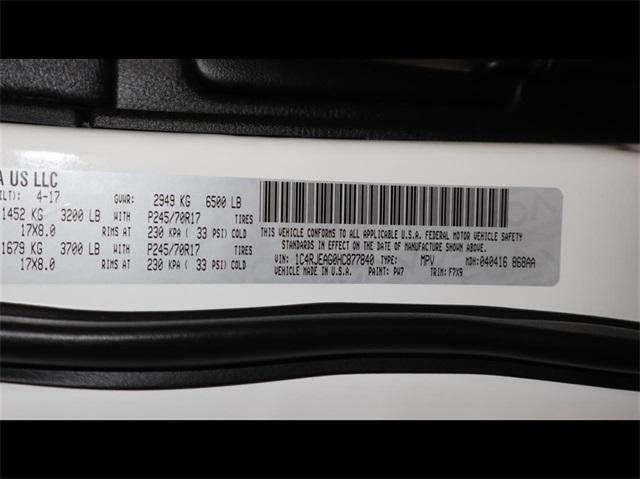 A US LLC
ILT): 4-17 GVWR: 2949 KG 6500 LB
1452 KG 3200 LB WITH P245/70R17 TIRES
17X8.0 RIMS AT 230 KPA ( 33 PSI) COLD
1679 KG 3700 LB WITH P245/70R17 TIRES
17X8.0 RIMS AT 230 KPA ( 33 PSI) COLD
THIS VEHICLE CONFORMS TO ALL APPLICABLE U.S.A. FEDERAL MOTOR VEHICLE SAFETY
STANDARDS IN EFFECT ON THE DATE OF MANUFACTURE SHOWN ABOVE.
VIN: 1C4RJEAG0HC877840 TYPE: MPV MDH: 040416 868AA
VEHICLE MADE IN U.S.A. PAINT: PW7 TRIM: F7X9